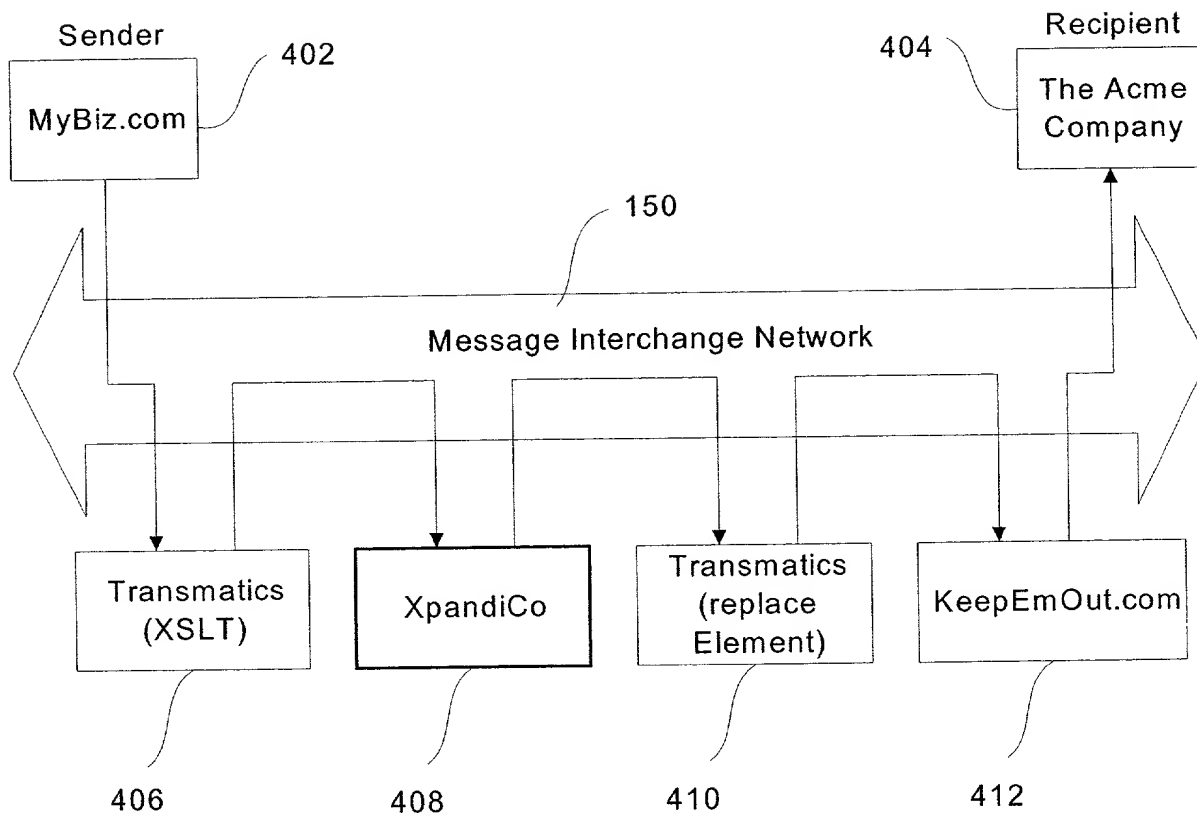 Sender
402
MyBiz.com
Recipient
404
The Acme
Company
150
Message Interchange Network
Transmatics
(XSLT)
XpandiCo
Transmatics
(replace
Element)
KeepEmOut.com
406
408
410
412